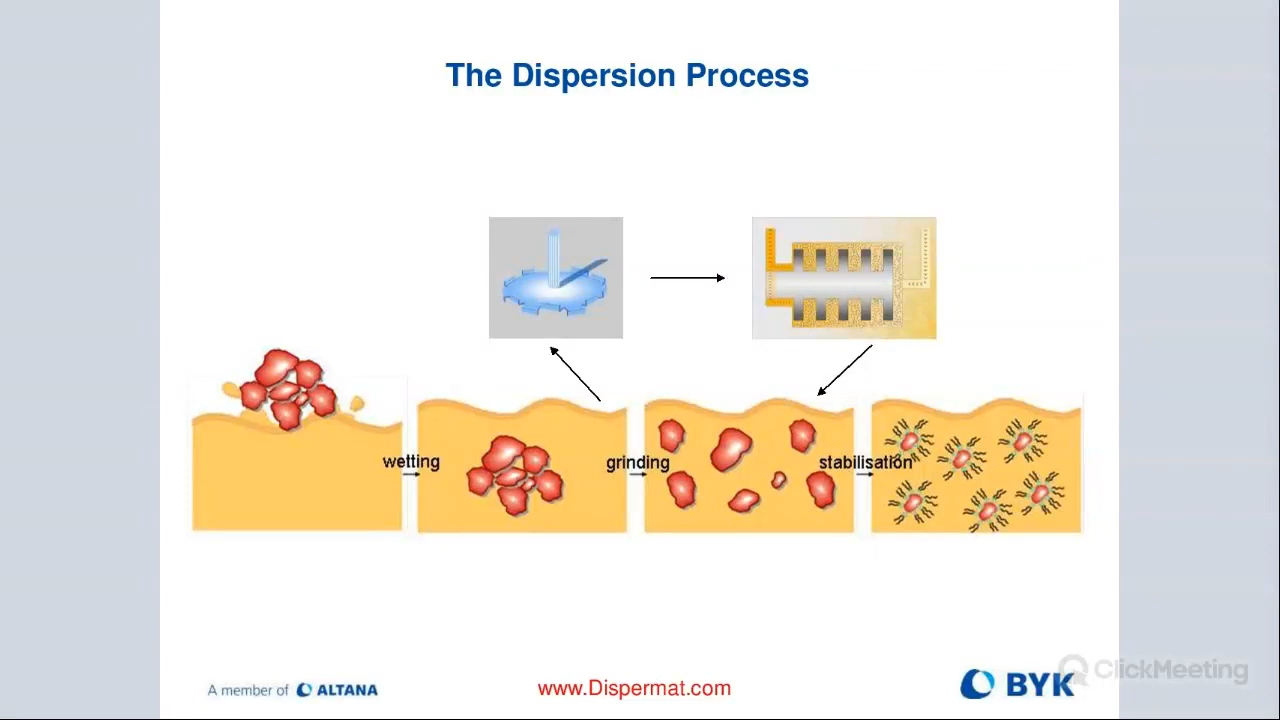 The Dispersion Process
wetting
grinding
stabilisation
A member of ALTANA
www.Dispermat.com
BYK
ClickMeeting